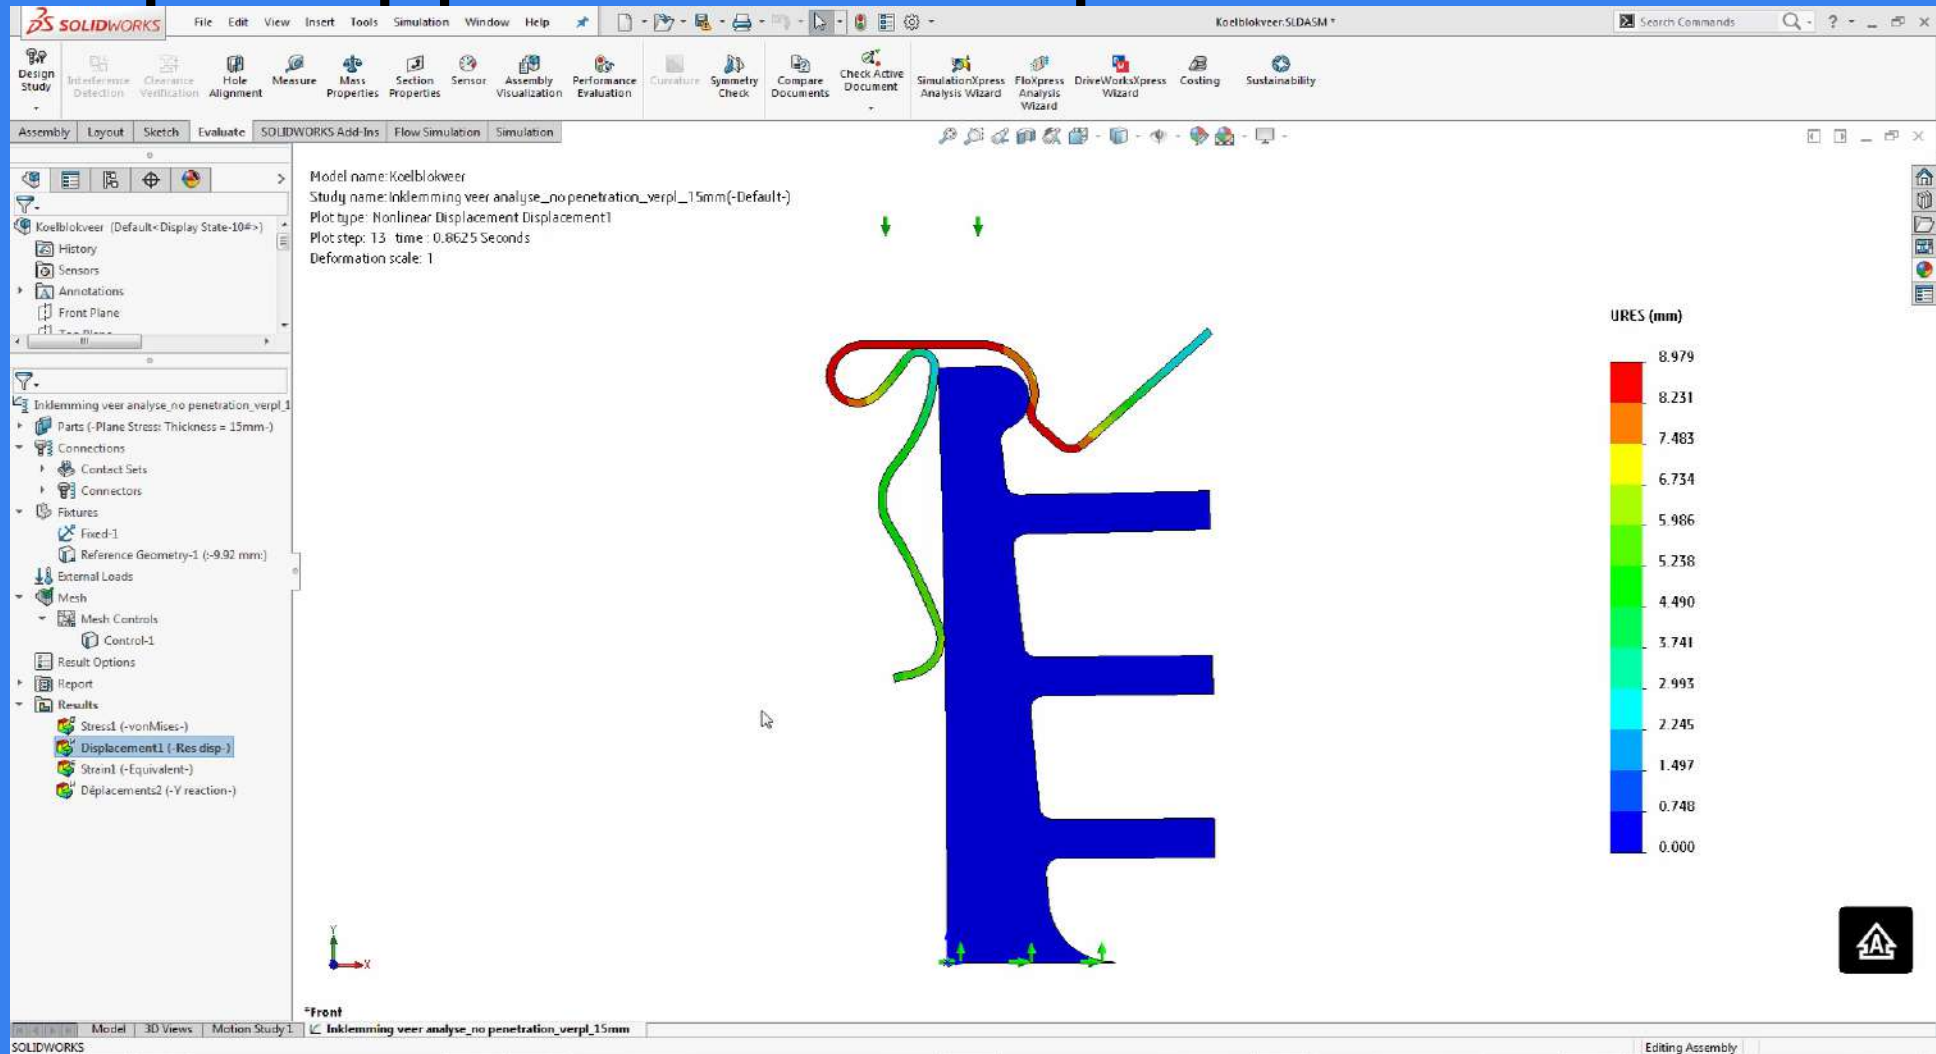 SOLIDWORKS File Edit View Insert Tools Simulation Window Help Koelblokveer.SLDASM * Search Commands ?
Design Study Interference Detection Clearance Verification Hole Alignment Measure Mass Properties Section Properties Sensor Assembly Visualization Performance Evaluation Curvature Symmetry Check Compare Documents Check Active Document SimulationXpress Analysis Wizard FloXpress Analysis Wizard DriveWorksXpress Wizard Costing Sustainability
Assembly Layout Sketch Evaluate SOLIDWORKS Add-Ins Flow Simulation Simulation
Koelblokveer (Default<Display State-10#>)
History
Sensors
Annotations
Front Plane
Inklemming veer analyse_no penetration_verpl_1
Parts (-Plane Stress: Thickness = 15mm-)
Connections
Contact Sets
Connectors
Fixtures
Fixed-1
Reference Geometry-1 (:-9.92 mm:)
External Loads
Mesh
Mesh Controls
Control-1
Result Options
Report
Results
Stress1 (-vonMises-)
Displacement1 (-Res disp-)
Strain1 (-Equivalent-)
Déplacements2 (-Y reaction-)
Model name: Koelblokveer
Study name: Inklemming veer analyse_no penetration_verpl_15mm(-Default-)
Plot type: Nonlinear Displacement Displacement1
Plot step: 13 time : 0.8625 Seconds
Deformation scale: 1
URES (mm)
8.979
8.231
7.483
6.734
5.986
5.238
4.490
3.741
2.993
2.245
1.497
0.748
0.000
Y
X
A
*Front
Model 3D Views Motion Study 1 Inklemming veer analyse_no penetration_verpl_15mm
SOLIDWORKS Editing Assembly